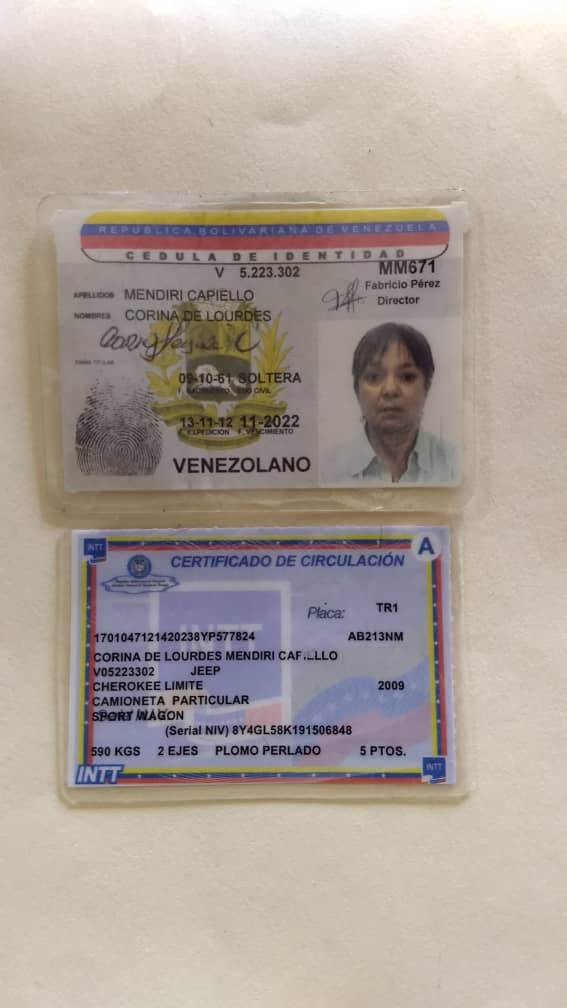 REPUBLICA BOLIVARIANA DE VENEZUELA
CEDULA DE IDENTIDAD
V 5.223.302
MM671
Fabricio Pérez
Director
APELLIDOS MENDIRI CAPIELLO
NOMBRES CORINA DE LOURDES
FIRMA TITULAR
09-10-61 SOLTERA
F. NACIMIENTO EDO CIVIL
13-11-12 11-2022
F. EXPEDICION F. VENCIMIENTO
VENEZOLANO
INTT
CERTIFICADO DE CIRCULACIÓN
A
INTT
Placa: TR1
1701047121420238YP577824 AB213NM
CORINA DE LOURDES MENDIRI
V05223302 JEEP
CHEROKEE LIMITE 2009
CAMIONETA PARTICULAR
SPORT WAGON
(Serial NIV) 8Y4GL58K191506848
590 KGS 2 EJES PLOMO PERLADO 5 PTOS.
INTT
INTT